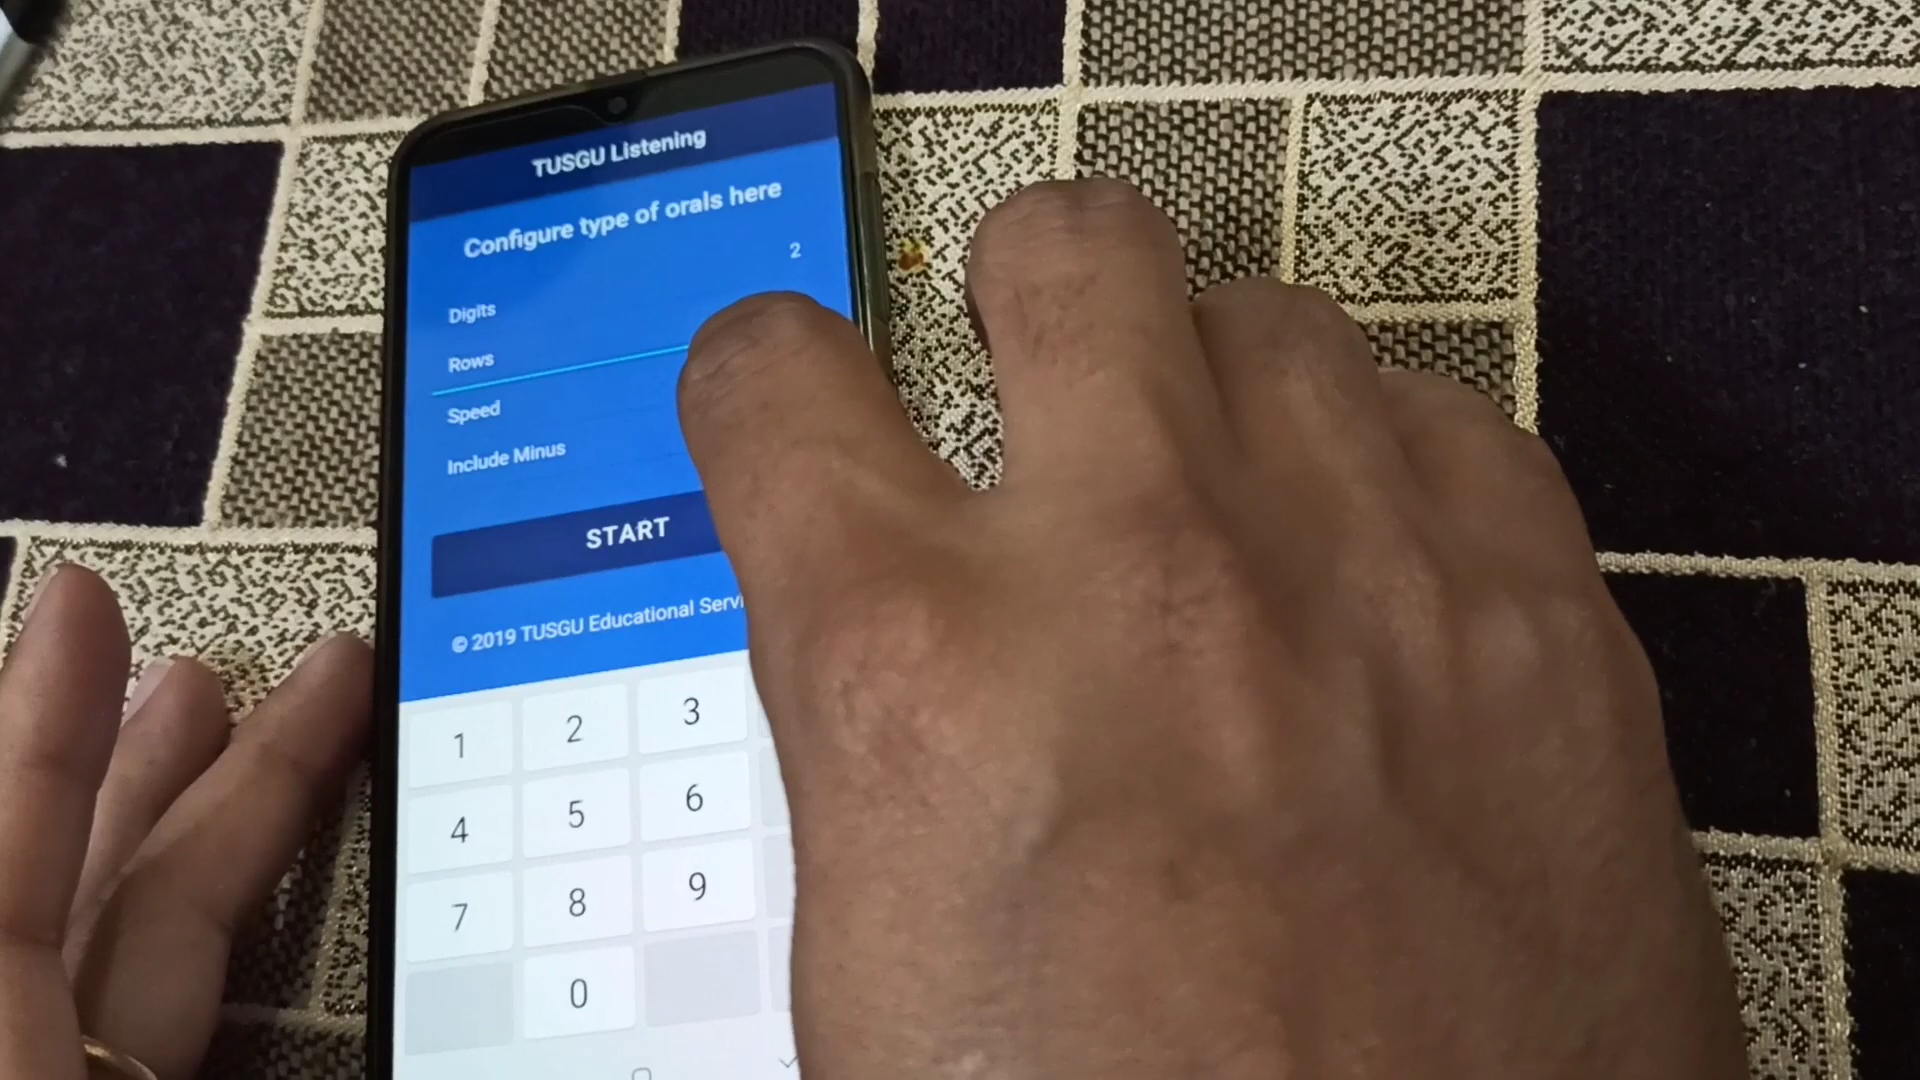 TUSGU Listening
Configure type of orals here
2
Digits
Rows
Speed
Include Minus
START
© 2019 TUSGU Educational
1 2 3
4 5 6
7 8 9
0